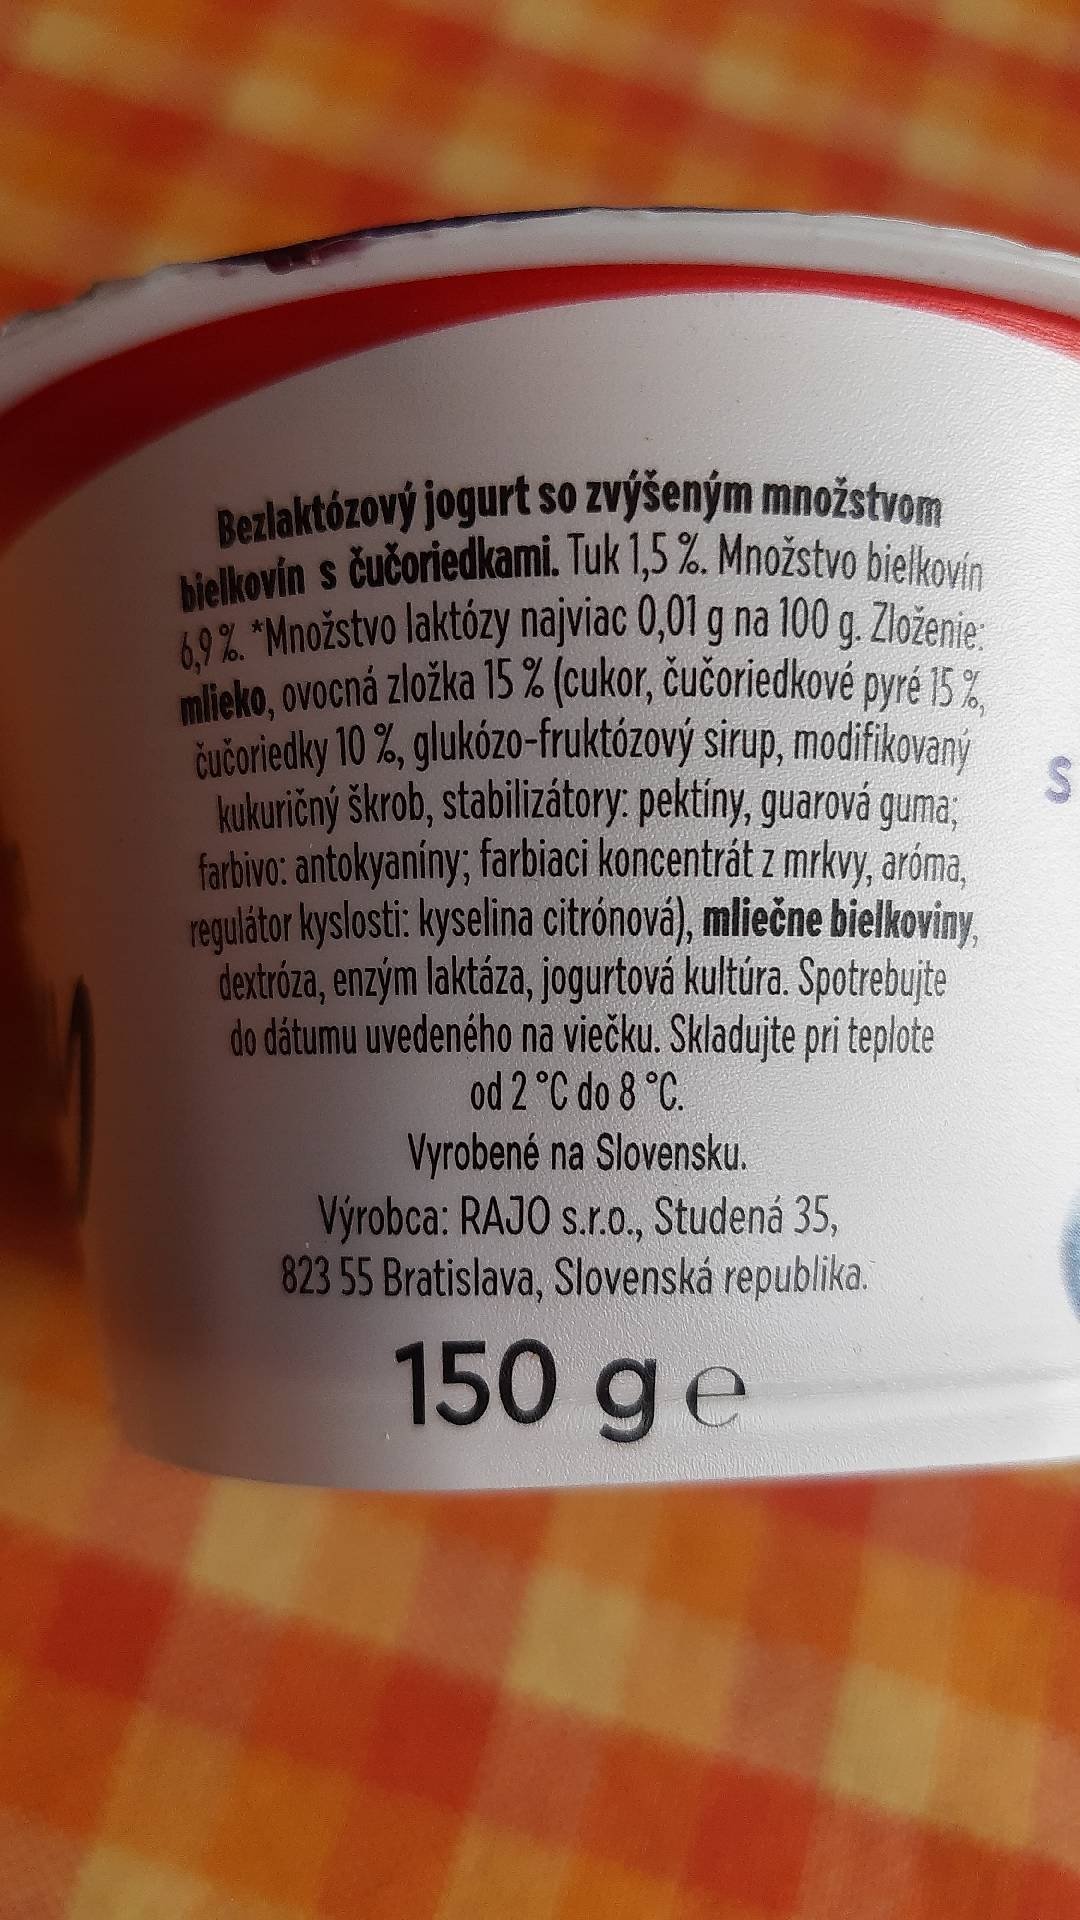 Bezlaktózový jogurt so zvýšeným množstvom
bielkovín s čučoriedkami. Tuk 1,5 %. Množstvo bielkovín
6,9 %. *Množstvo laktózy najviac 0,01 g na 100 g. Zloženie:
mlieko, ovocná zložka 15 % (cukor, čučoriedkové pyré 15 %,
čučoriedky 10 %, glukózo-fruktózový sirup, modifikovaný
kukuričný škrob, stabilizátory: pektíny, guarová guma;
farbivo: antokyaníny; farbiaci koncentrát z mrkvy, aróma,
regulátor kyslosti: kyselina citrónová), mliečne bielkoviny,
dextróza, enzým laktáza, jogurtová kultúra. Spotrebujte
do dátumu uvedeného na viečku. Skladujte pri teplote
od 2 °C do 8 °C.
Vyrobené na Slovensku.
Výrobca: RAJO s.r.o., Studená 35,
823 55 Bratislava, Slovenská republika.
150 g e